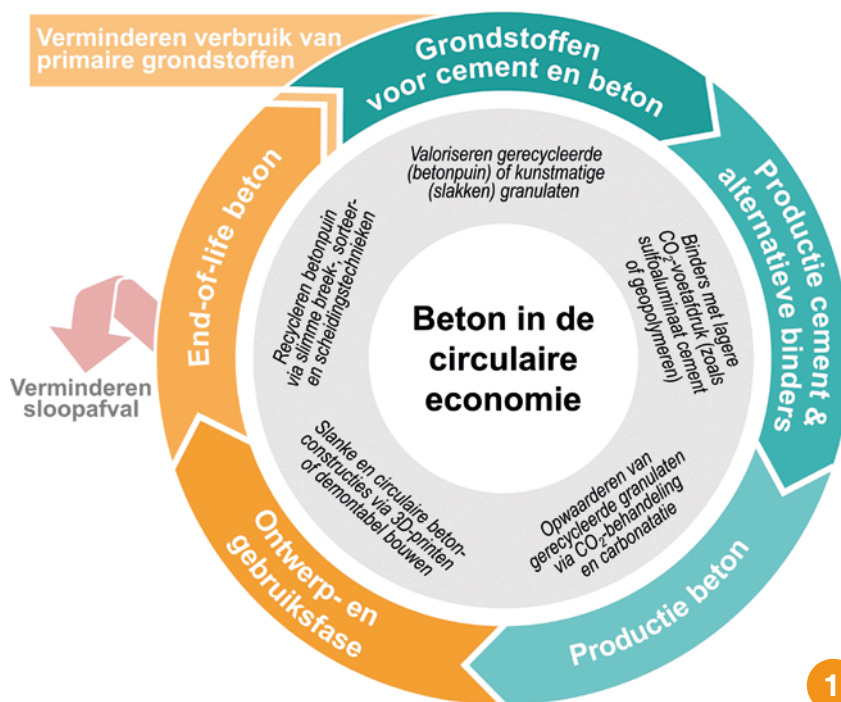 Verminderen verbruik van
primaire grondstoffen
Grondstoffen
voor cement en beton
Productie cement &
alternatieve binders
Productie beton
Ontwerp- en
gebruiksfase
End-of-life beton
Verminderen
sloopafval
Valoriseren gerecycleerde
(betonpuin) of kunstmatige
(slakken) granulaten
Binders met lagere
CO₂-voetafdruk (zoals
sulfoaluminaat cement
of geopolymeren)
Opwaarderen van
gerecycleerde granulaten
via CO₂-behandeling
en carbonatatie
Slanke en circulaire beton-
constructies via 3D-printen
of demontabel bouwen
Recycleren betonpuin
via slimme breek-, sorteer-
en scheidingstechnieken
Beton in de
circulaire
economie
1